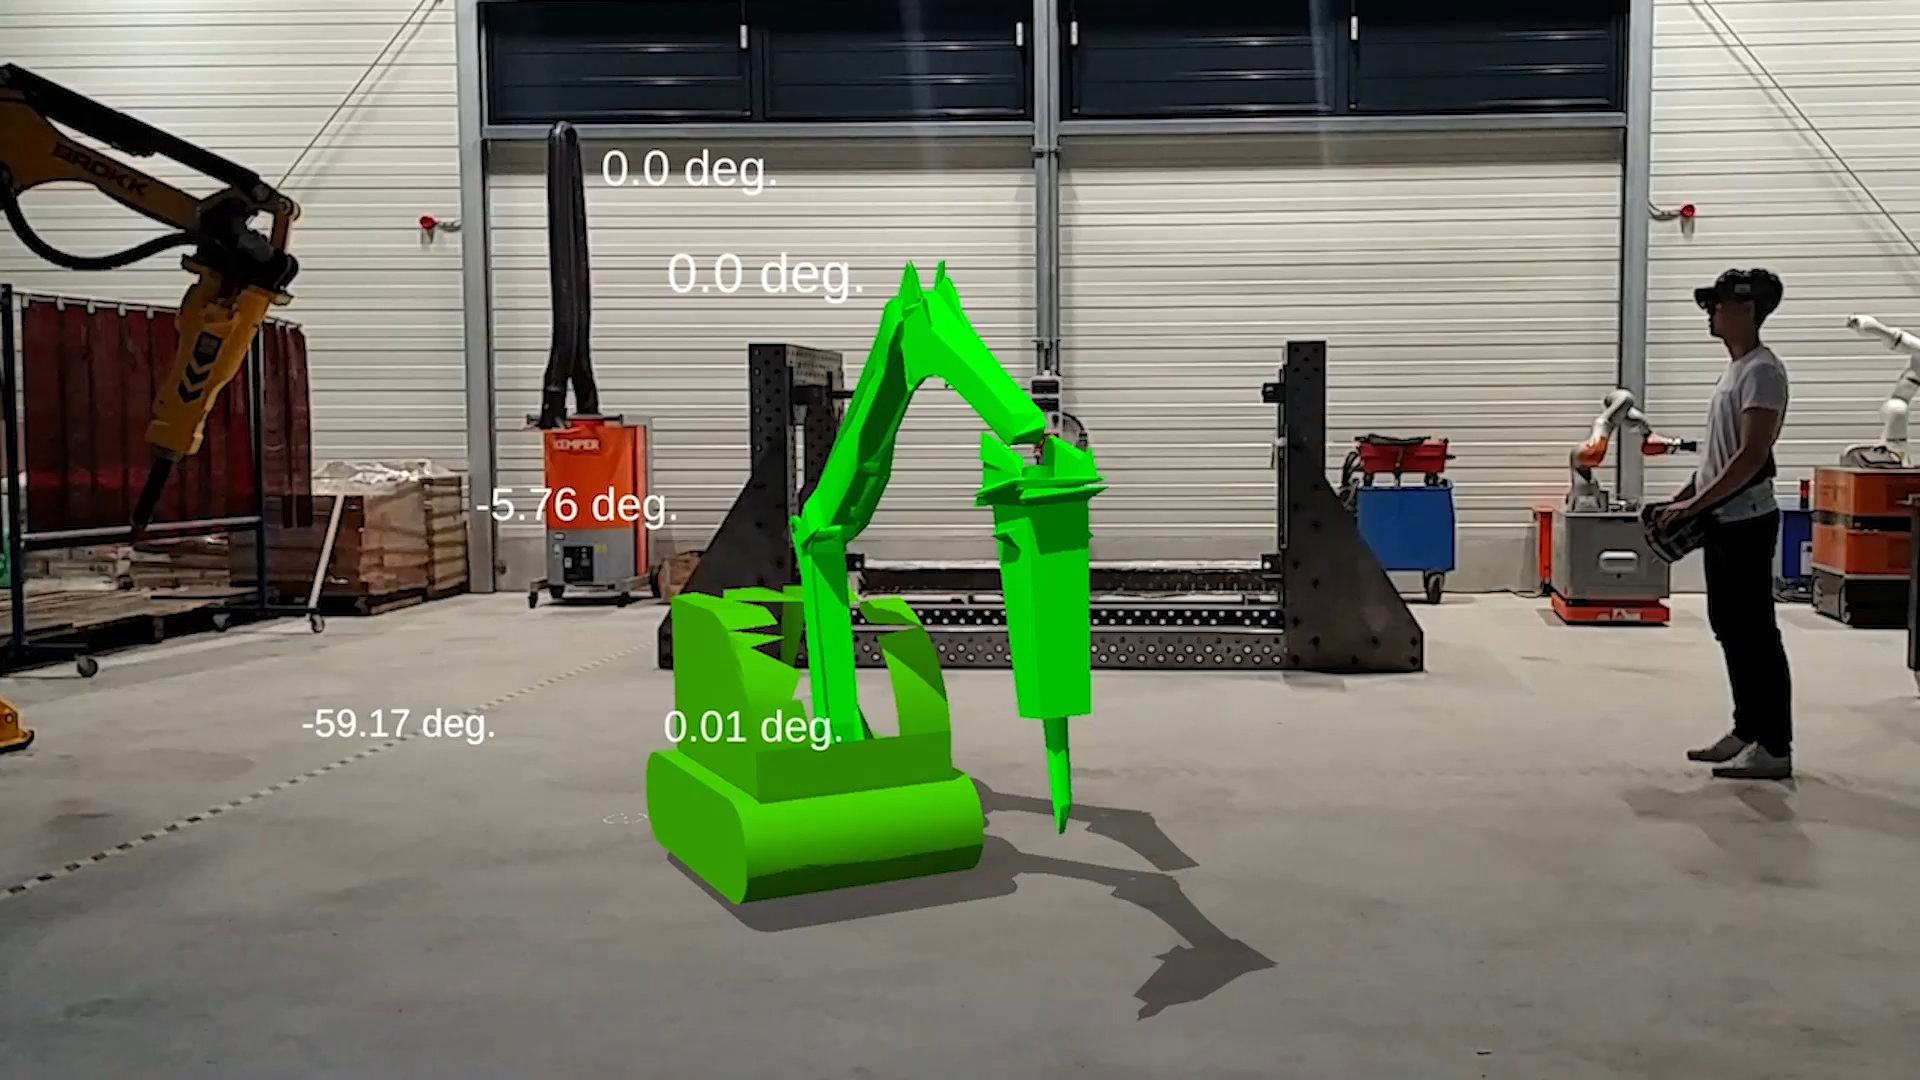 0.0 deg.
BROKK
0.0 deg.
KEMPER
-5.76 deg.
-59.17 deg.
0.01 deg.